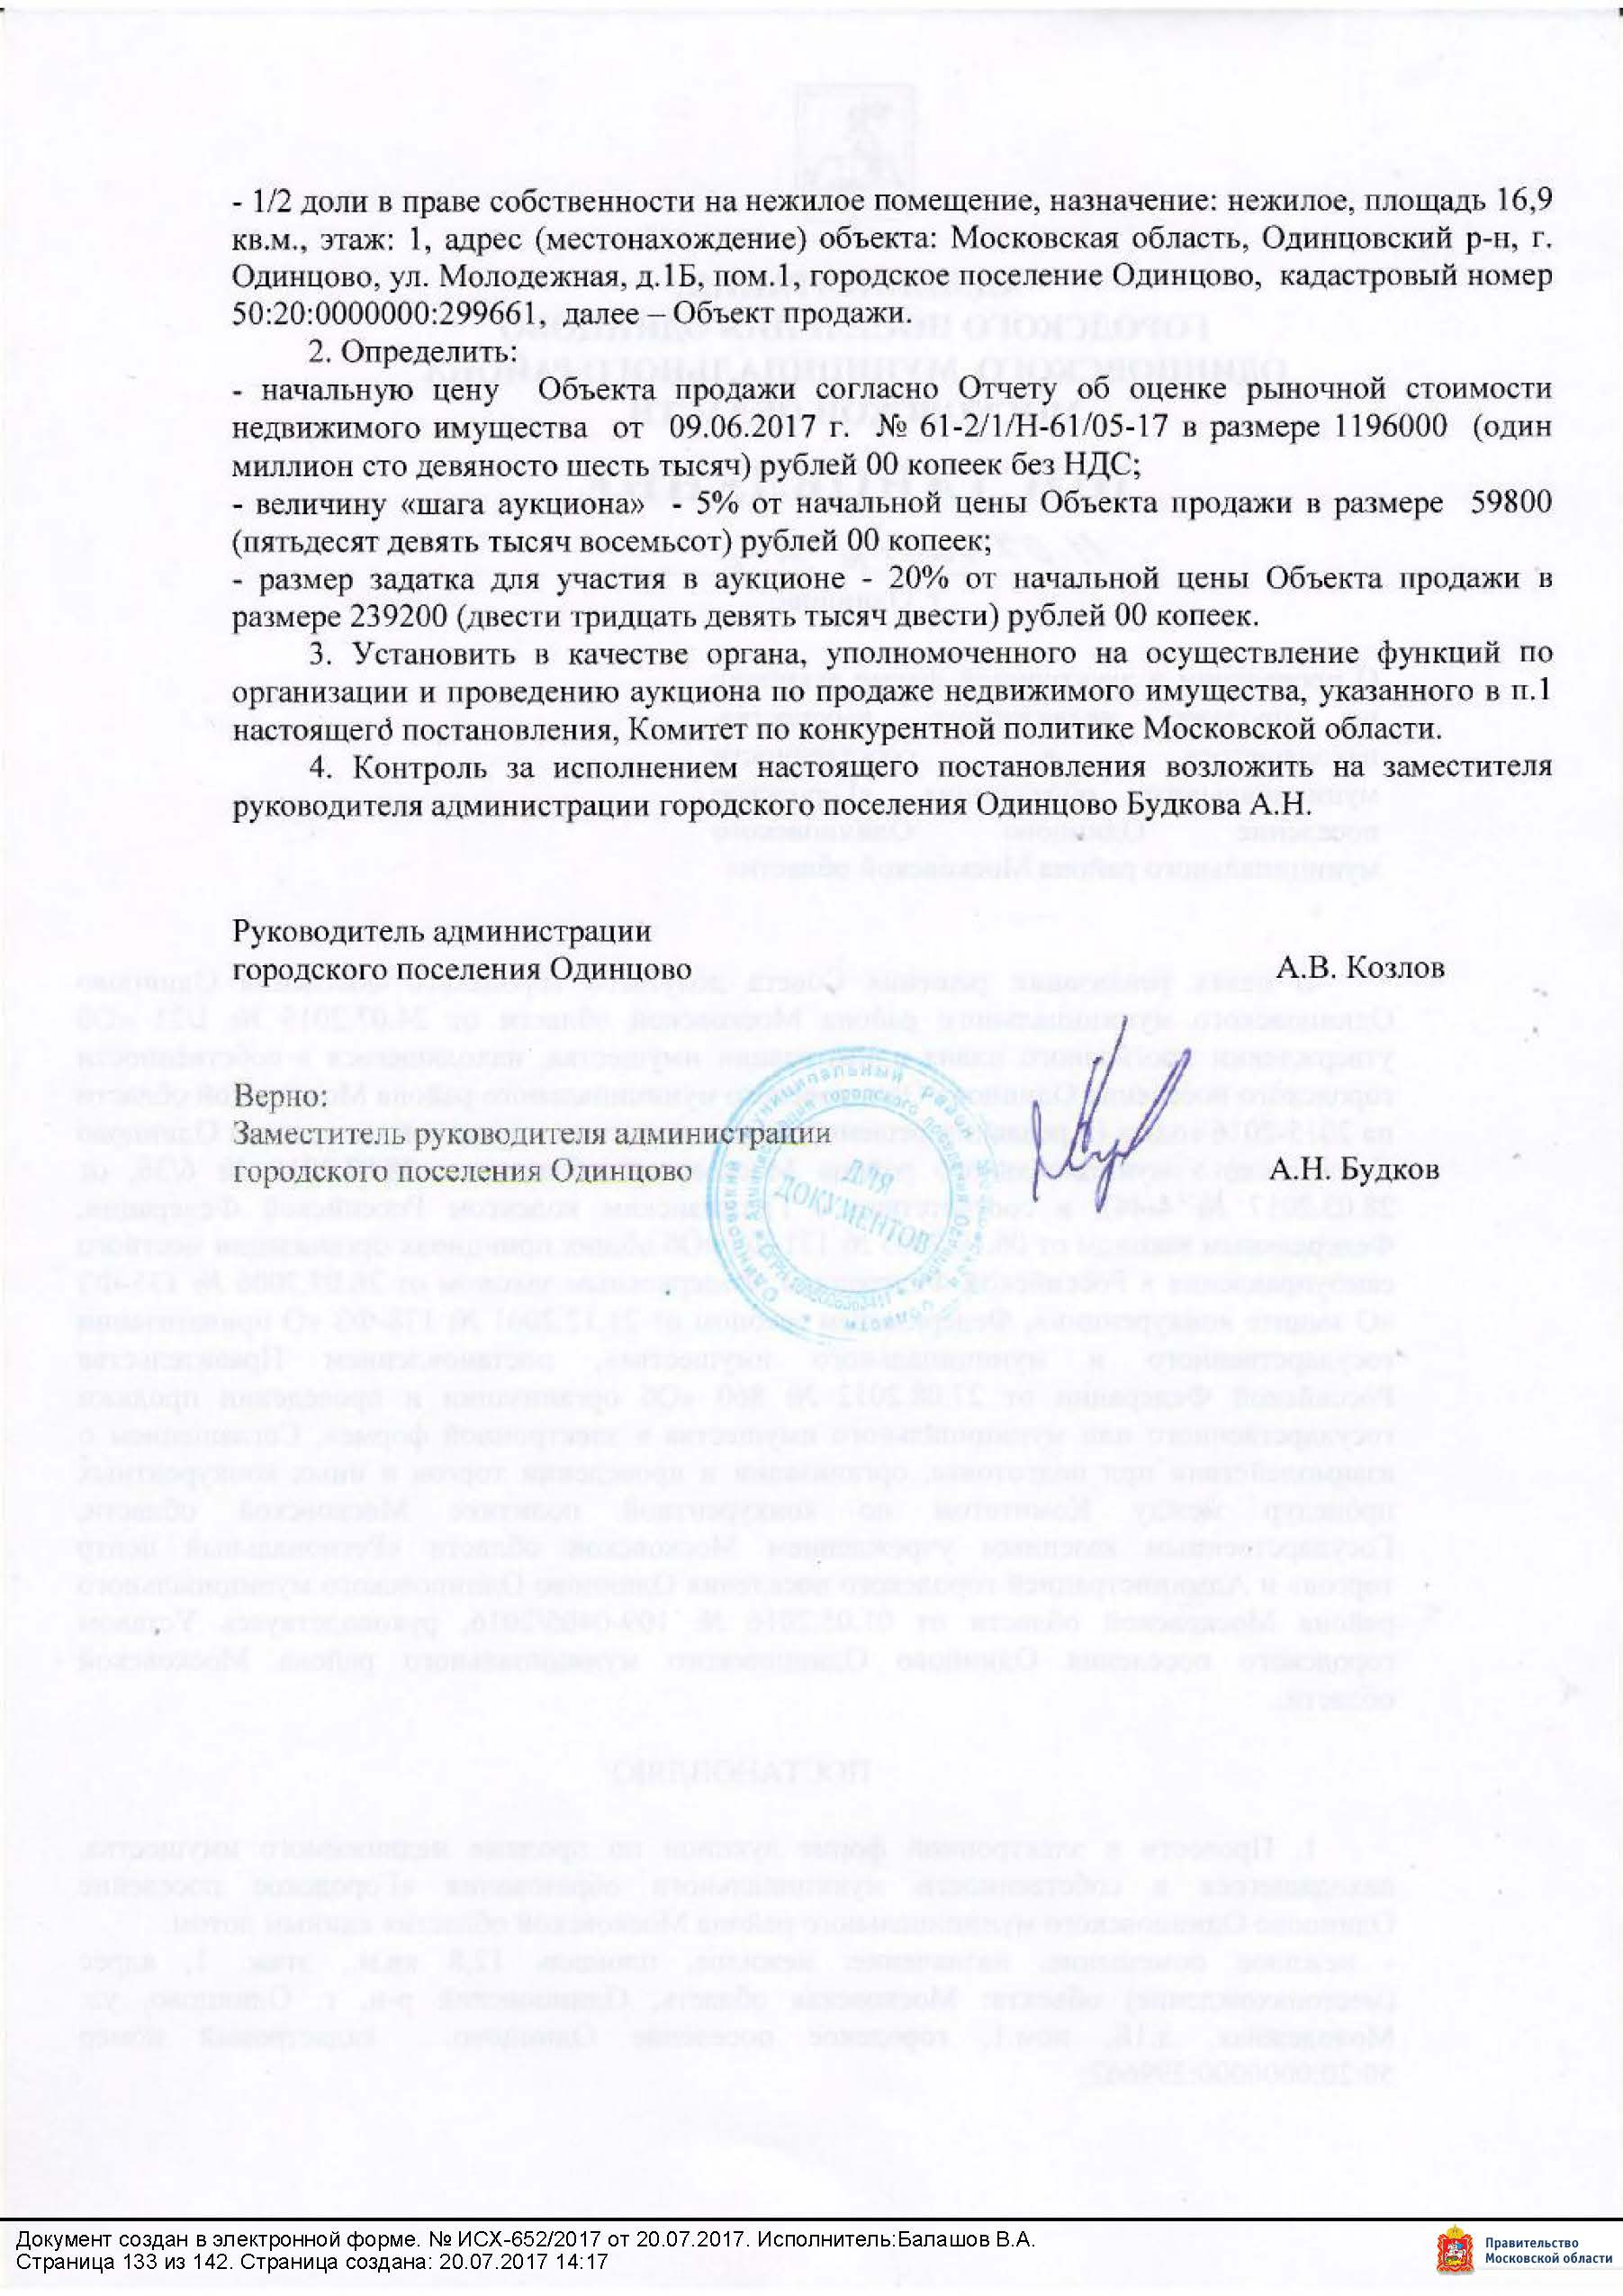 - 1/2 доли в праве собственности на нежилое помещение, назначение: нежилое, площадь 16,9
кв.м., этаж: 1, адрес (местонахождение) объекта: Московская область, Одинцовский р-н, г.
Одинцово, ул. Молодежная, д.1Б, пом.1, городское поселение Одинцово, кадастровый номер
50:20:0000000:299661, далее – Объект продажи.
2. Определить:
- начальную цену Объекта продажи согласно Отчету об оценке рыночной стоимости
недвижимого имущества от 09.06.2017 г. № 61-2/1/Н-61/05-17 в размере 1196000 (один
миллион сто девяносто шесть тысяч) рублей 00 копеек без НДС;
- величину «шага аукциона» - 5% от начальной цены Объекта продажи в размере 59800
(пятьдесят девять тысяч восемьсот) рублей 00 копеек;
- размер задатка для участия в аукционе - 20% от начальной цены Объекта продажи в
размере 239200 (двести тридцать девять тысяч двести) рублей 00 копеек.
3. Установить в качестве органа, уполномоченного на осуществление функций по
организации и проведению аукциона по продаже недвижимого имущества, указанного в п.1
настоящего постановления, Комитет по конкурентной политике Московской области.
4. Контроль за исполнением настоящего постановления возложить на заместителя
руководителя администрации городского поселения Одинцово Будкова А.Н.
Руководитель администрации
городского поселения Одинцово А.В. Козлов
Верно:
Заместитель руководителя администрации
городского поселения Одинцово А.Н. Будков
ДЛЯ
ДОКУМЕНТОВ
Документ создан в электронной форме. № ИСХ-652/2017 от 20.07.2017. Исполнитель:Балашов В.А.
Страница 133 из 142. Страница создана: 20.07.2017 14:17
Правительство
Московской области